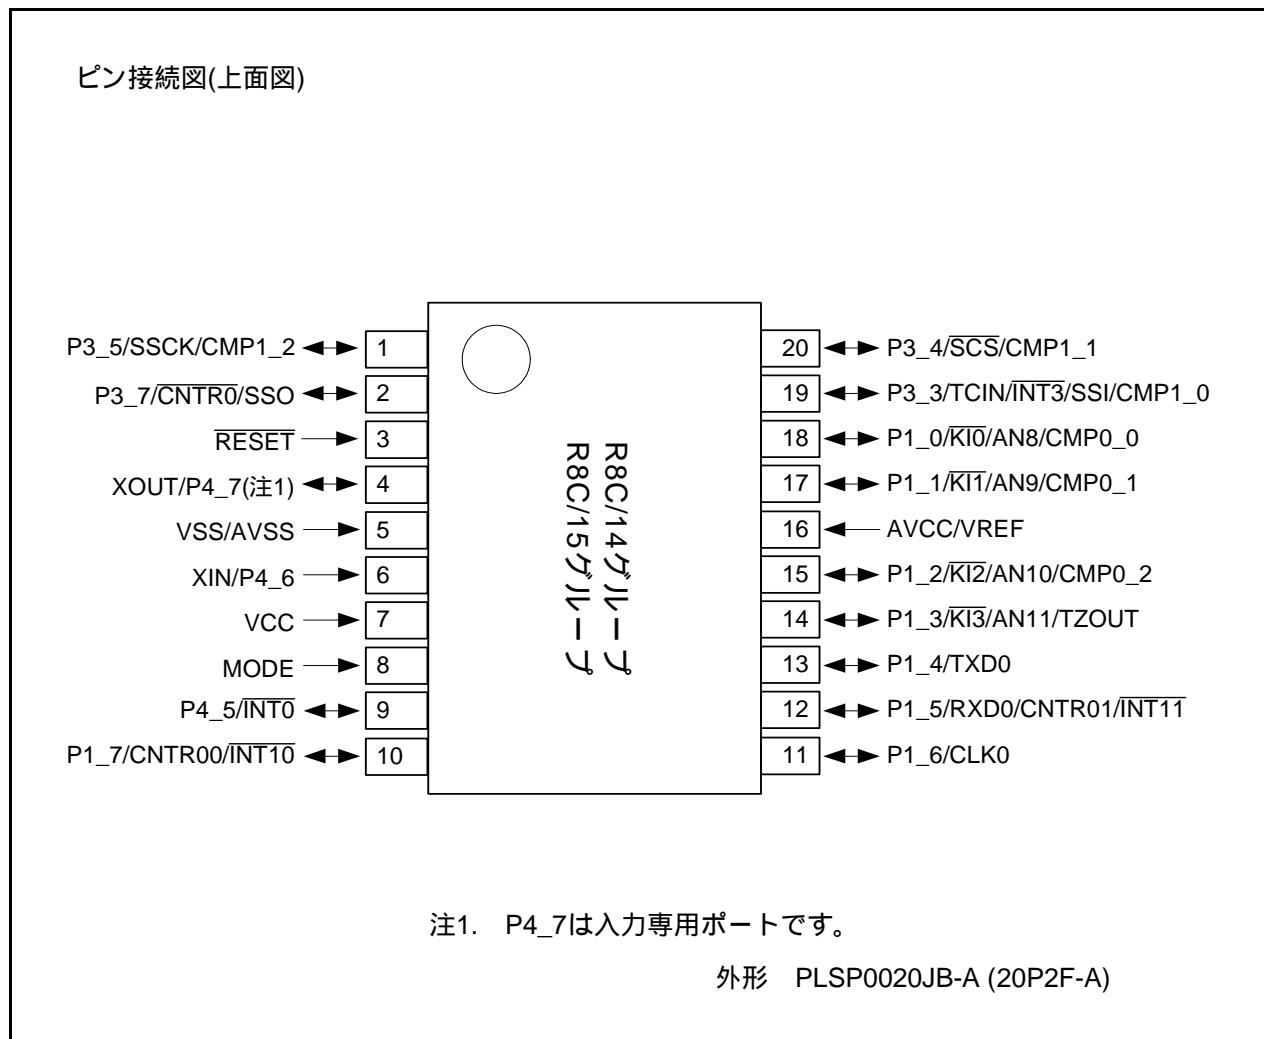 ピン接続図(上面図)
P3_5/SSCK/CMP1_2
1
P3_7/CNTR0/SSO
2
RESET
3
XOUT/P4_7(注1)
4
VSS/AVSS
5
XIN/P4_6
6
VCC
7
MODE
8
P4_5/INT0
9
P1_7/CNTR00/INT10
10
R8C/14グループ
R8C/15グループ
20
P3_4/SCS/CMP1_1
19
P3_3/TCIN/INT3/SSI/CMP1_0
18
P1_0/KI0/AN8/CMP0_0
17
P1_1/KI1/AN9/CMP0_1
16
AVCC/VREF
15
P1_2/KI2/AN10/CMP0_2
14
P1_3/KI3/AN11/TZOUT
13
P1_4/TXD0
12
P1_5/RXD0/CNTR01/INT11
11
P1_6/CLK0
注1. P4_7は入力専用ポートです。
外形 PLSP0020JB-A (20P2F-A)